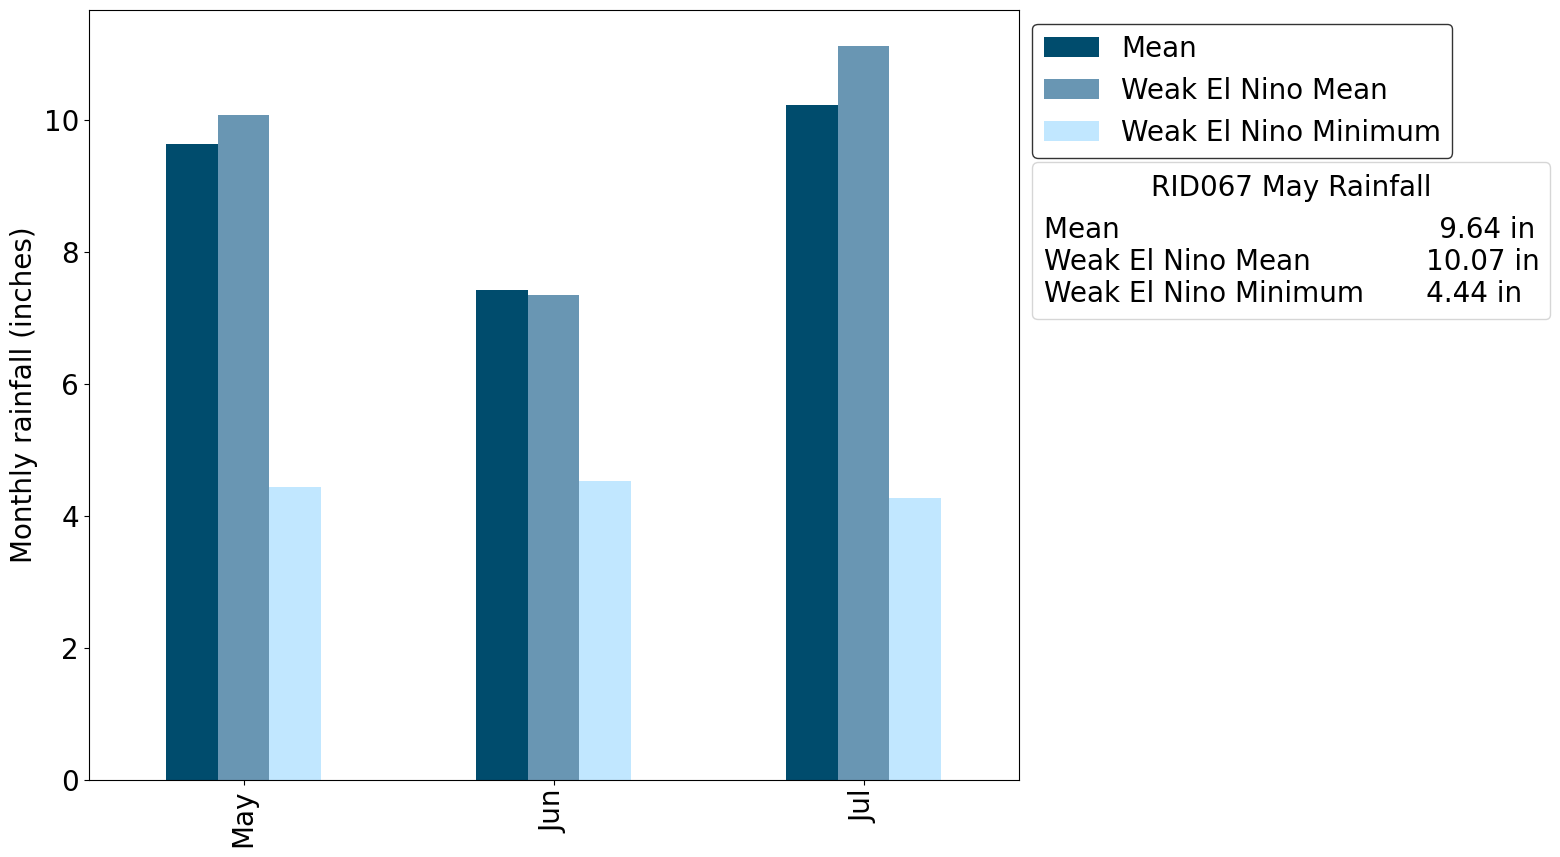 Mean
Weak El Nino Mean
Weak El Nino Minimum
RID067 May Rainfall
Mean 9.64 in
Weak El Nino Mean 10.07 in
Weak El Nino Minimum 4.44 in
Monthly rainfall (inches)
10
8
6
4
2
0
May
Jun
Jul